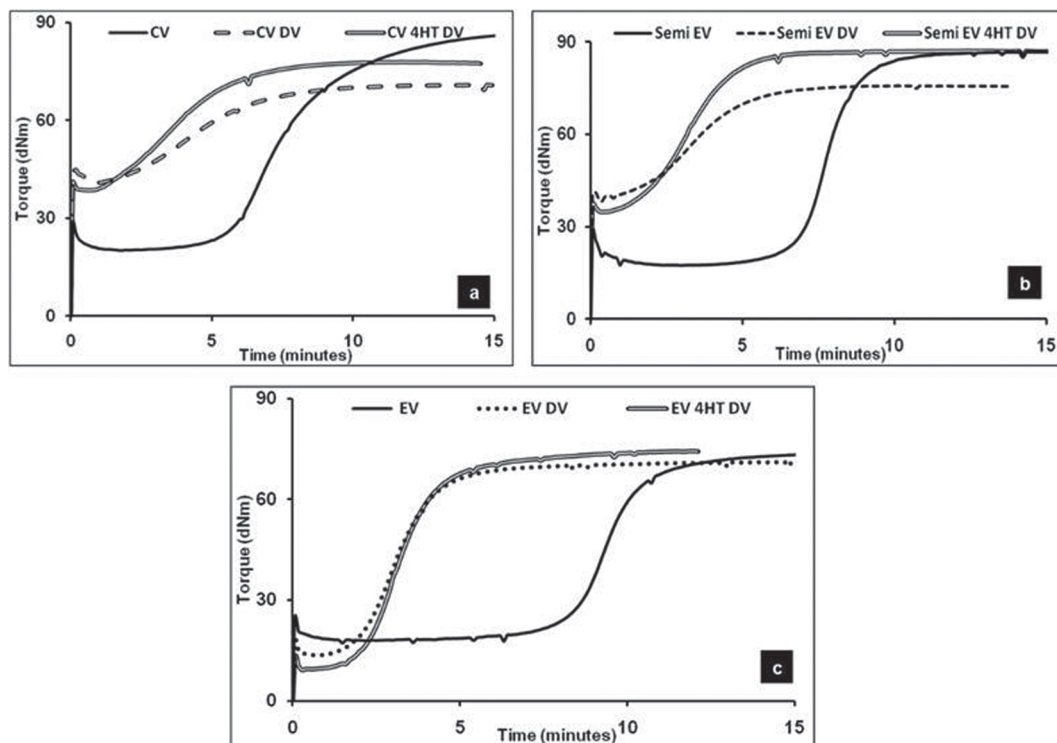 90
CV
CV DV
CV 4HT DV
60
Torque (dNm)
30
0
a
0
5
10
15
Time (minutes)
90
Semi EV
Semi EV DV
Semi EV 4HT DV
60
Torque (dNm)
30
0
b
0
5
10
15
Time (minutes)
90
EV
EV DV
EV 4HT DV
60
Torque (dNm)
30
0
c
0
5
10
15
Time (minutes)